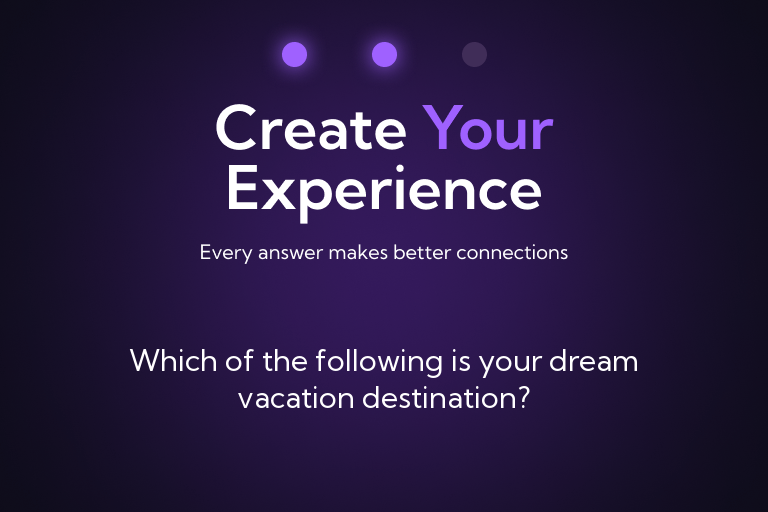 Create Your
Experience
Every answer makes better connections
Which of the following is your dream
vacation destination?